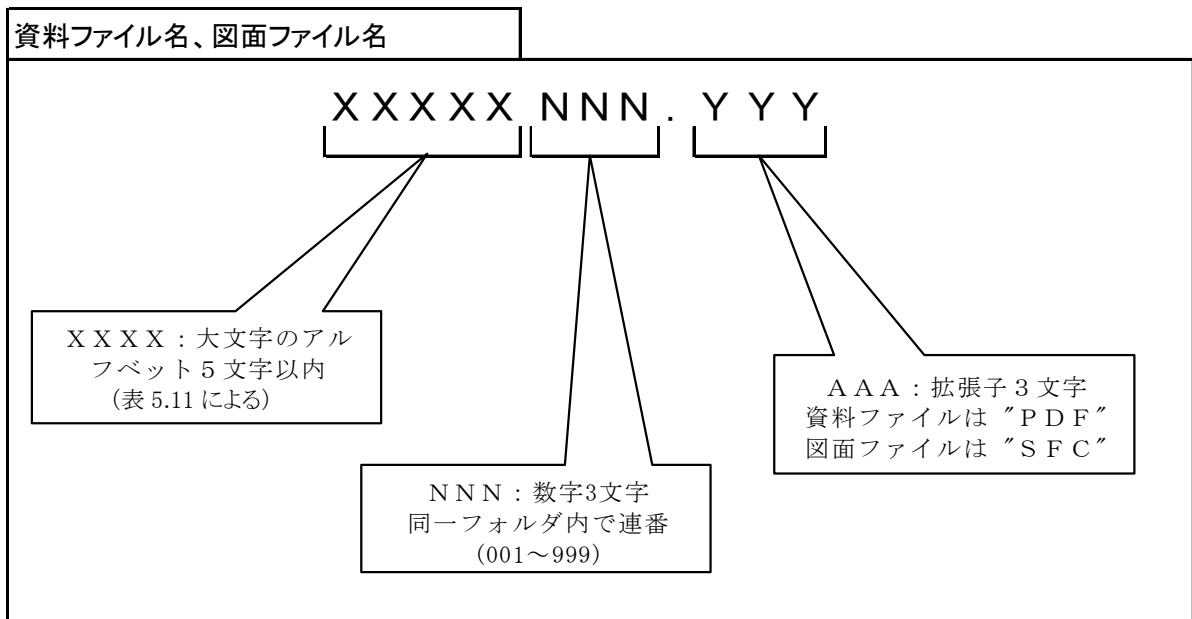 資料ファイル名、図面ファイル名
ＸＸＸＸＸ ＮＮＮ．ＹＹＹ
ＸＸＸＸ：大文字のアル
フベット５文字以内
(表 5.11 による)
ＮＮＮ：数字3文字
同一フォルダ内で連番
(001～999)
ＡＡＡ：拡張子３文字
資料ファイルは ″ＰＤＦ″
図面ファイルは ″ＳＦＣ″